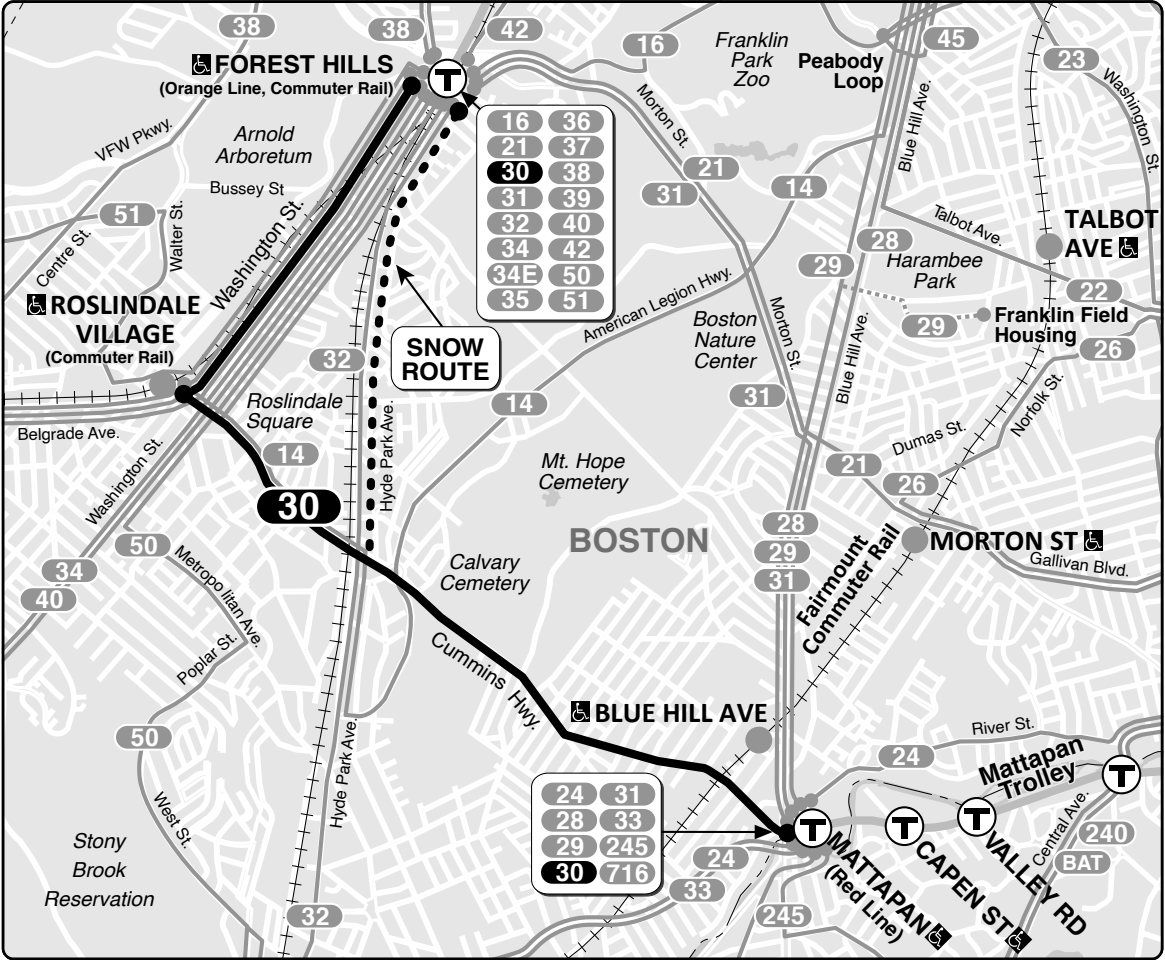 38
38
42
16
45
23
Franklin
Park
Zoo
Peabody
Loop
Washington St.
FOREST HILLS
(Orange Line, Commuter Rail)
T
VFW Pkwy.
Arnold
Arboretum
Bussey St
Morton St.
Blue Hill Ave.
16 36
21 37
30 38
31 39
32 40
34 42
34E 50
35 51
21
31
14
51
Centre St.
Walter St.
Washington St.
Talbot Ave.
TALBOT
AVE
28
29
Harambee
Park
22
29
Franklin Field
Housing
26
ROSLINDALE
VILLAGE
(Commuter Rail)
American Legion Hwy.
Boston
Nature
Center
Morton St.
Blue Hill Ave.
SNOW
ROUTE
32
14
31
Roslindale
Square
Belgrade Ave.
Washington St.
14
Hyde Park Ave.
30
Norfolk St.
Dumas St.
21
26
Mt. Hope
Cemetery
BOSTON
28
29
31
Fairmount
Commuter Rail
MORTON ST
Gallivan Blvd.
50
34
40
Metropolitan Ave.
Poplar St.
Calvary
Cemetery
Cummins Hwy.
50
BLUE HILL AVE
River St.
24
Mattapan
Trolley
T
Hyde Park Ave.
West St.
24 31
28 33
29 245
30 716
T
T
T
MATTAPAN
(Red Line)
CAPEN ST
VALLEY RD
Central Ave.
240
BAT
24
33
245
Stony
Brook
Reservation
32